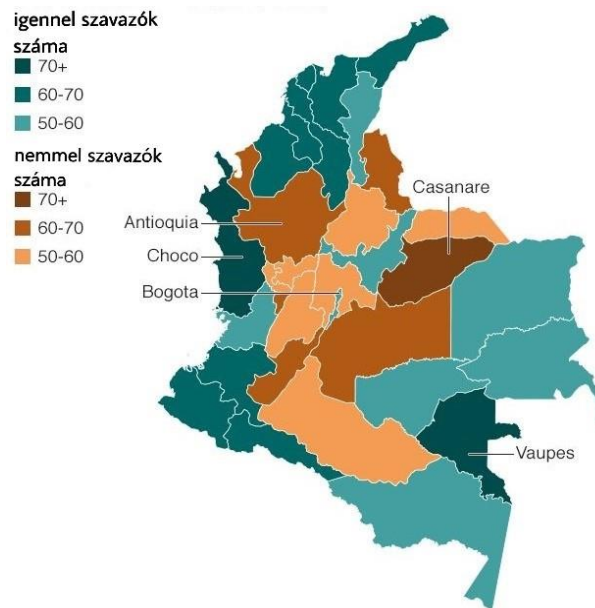 igennel szavazók
száma
70+
60-70
50-60
nemmel szavazók
száma
70+
60-70
50-60
Casanare
Antioquia
Choco
Bogota
Vaupes